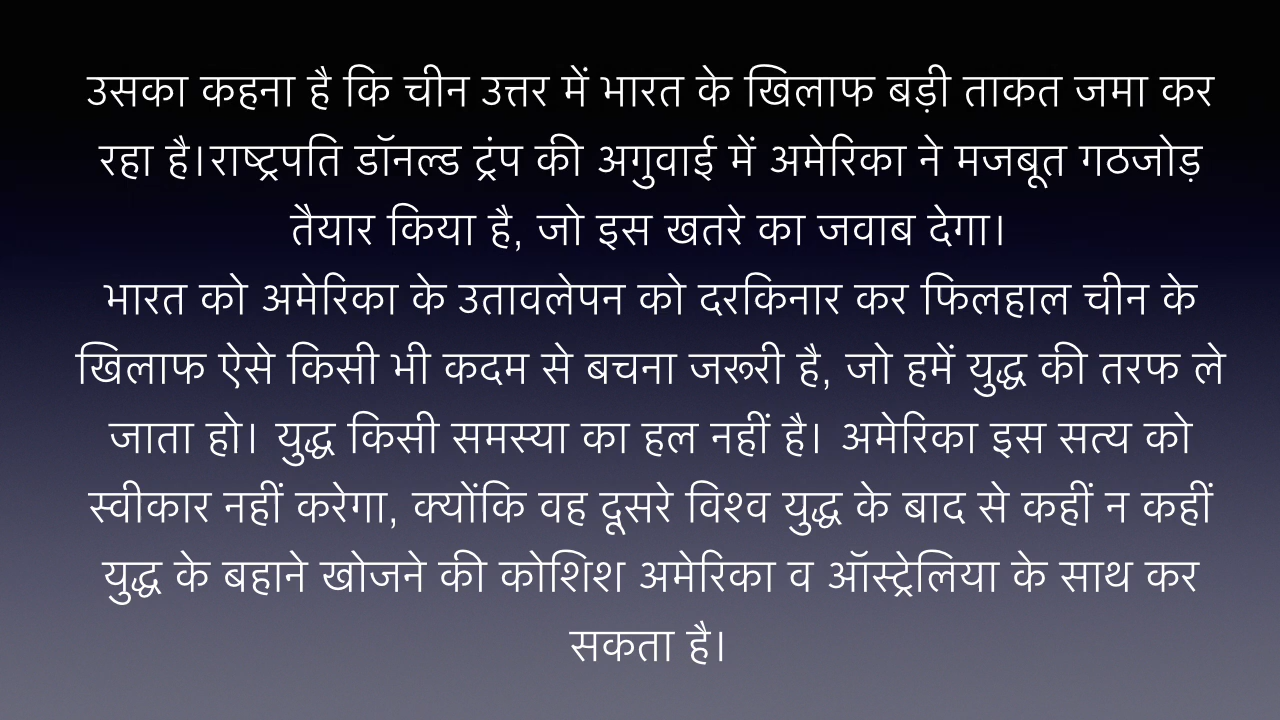 उसका कहना है कि चीन उत्तर में भारत के खिलाफ बड़ी ताकत जमा कर
रहा है।राष्ट्रपति डॉनल्ड ट्रंप की अगुवाई में अमेरिका ने मजबूत गठजोड़
तैयार किया है, जो इस खतरे का जवाब देगा।
भारत को अमेरिका के उतावलेपन को दरकिनार कर फिलहाल चीन के
खिलाफ ऐसे किसी भी कदम से बचना जरूरी है, जो हमें युद्ध की तरफ ले
जाता हो। युद्ध किसी समस्या का हल नहीं है। अमेरिका इस सत्य को
स्वीकार नहीं करेगा, क्योंकि वह दूसरे विश्व युद्ध के बाद से कहीं न कहीं
युद्ध के बहाने खोजने की कोशिश अमेरिका व ऑस्ट्रेलिया के साथ कर
सकता है।